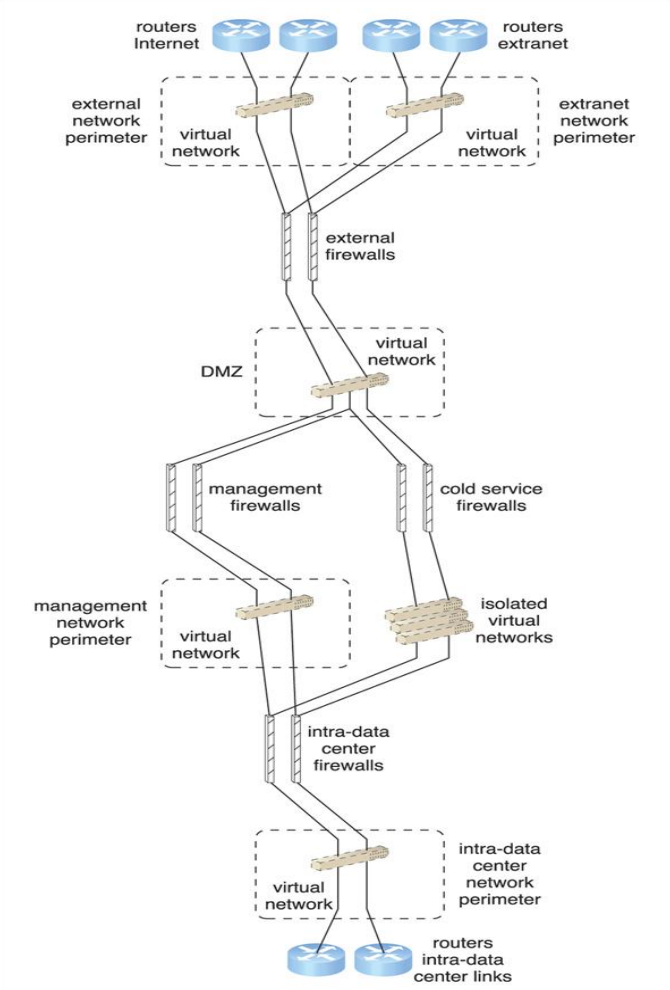 routers
Internet
routers
extranet
external
network
perimeter
virtual
network
virtual
network
extranet
network
perimeter
external
firewalls
DMZ
virtual
network
management
firewalls
cold service
firewalls
management
network
perimeter
virtual
network
isolated
virtual
networks
intra-data
center
firewalls
virtual
network
intra-data
center
network
perimeter
routers
intra-data
center links